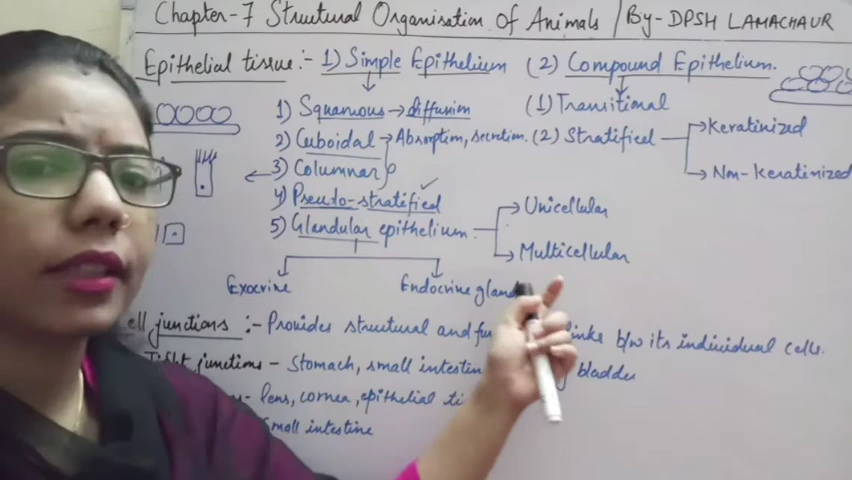 Chapter-7 Structural Organisation of Animals / By- DPSH LAMACHAUR
Epithelial tissue:- 1) Simple Epithelium (2) Compound Epithelium.
1) Squamous → diffusion (1) Transitional
2) Cuboidal → Absorption, secretion. (2) Stratified → Keratinized
3) Columnar → Non-Keratinized
4) Pseudo-stratified ✓
5) Glandular epithelium → Unicellular
→ Multicellular
Exocrine Endocrine gland
ell junctions :- Provides structural and fu links b/w its individual cells.
Tight junctions - Stomach, small intestin bladder
- lens, cornea, epithelial ti
Small intestine